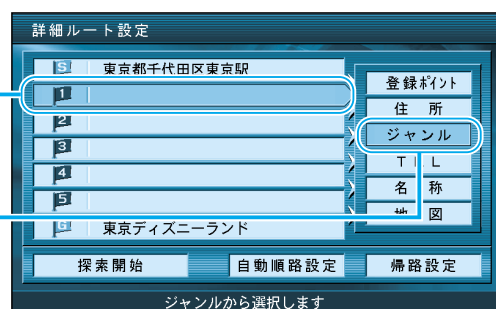 詳細ルート設定
S 東京都千代田区東京駅
1
2
3
4
5
G 東京ディズニーランド
登録ポイント
住 所
ジャンル
TEL
名 称
地 図
探索開始
自動順路設定
帰路設定
ジャンルから選択します